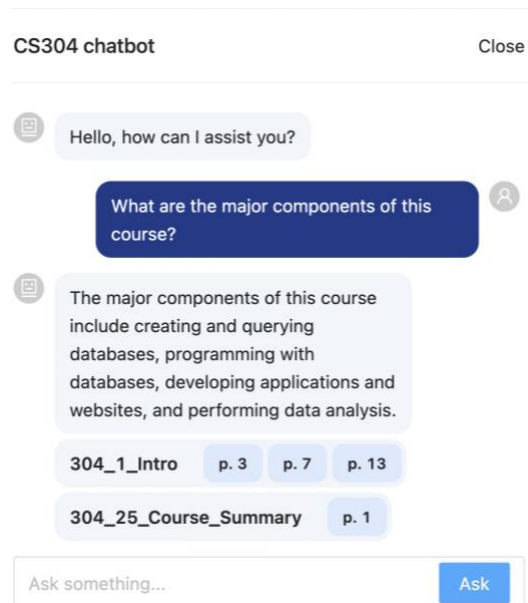 CS304 chatbot
Close
Hello, how can I assist you?
What are the major components of this
course?
The major components of this course
include creating and querying
databases, programming with
databases, developing applications and
websites, and performing data analysis.
304_1_Intro p. 3 p. 7 p. 13
304_25_Course_Summary p. 1
Ask something...
Ask